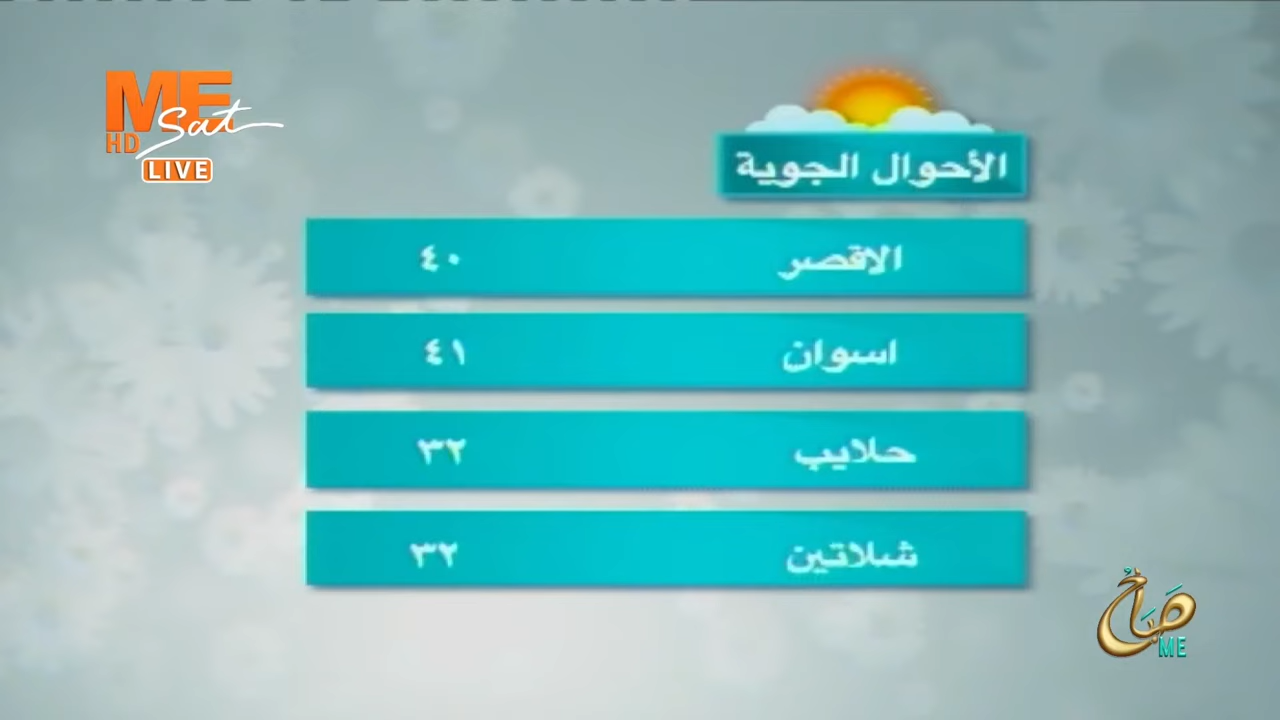 ME Sat
HD
LIVE
الأحوال الجوية
الاقصر ٤٠
اسوان ٤١
حلايب ٣٢
شلاتين ٣٢
صباح
ME